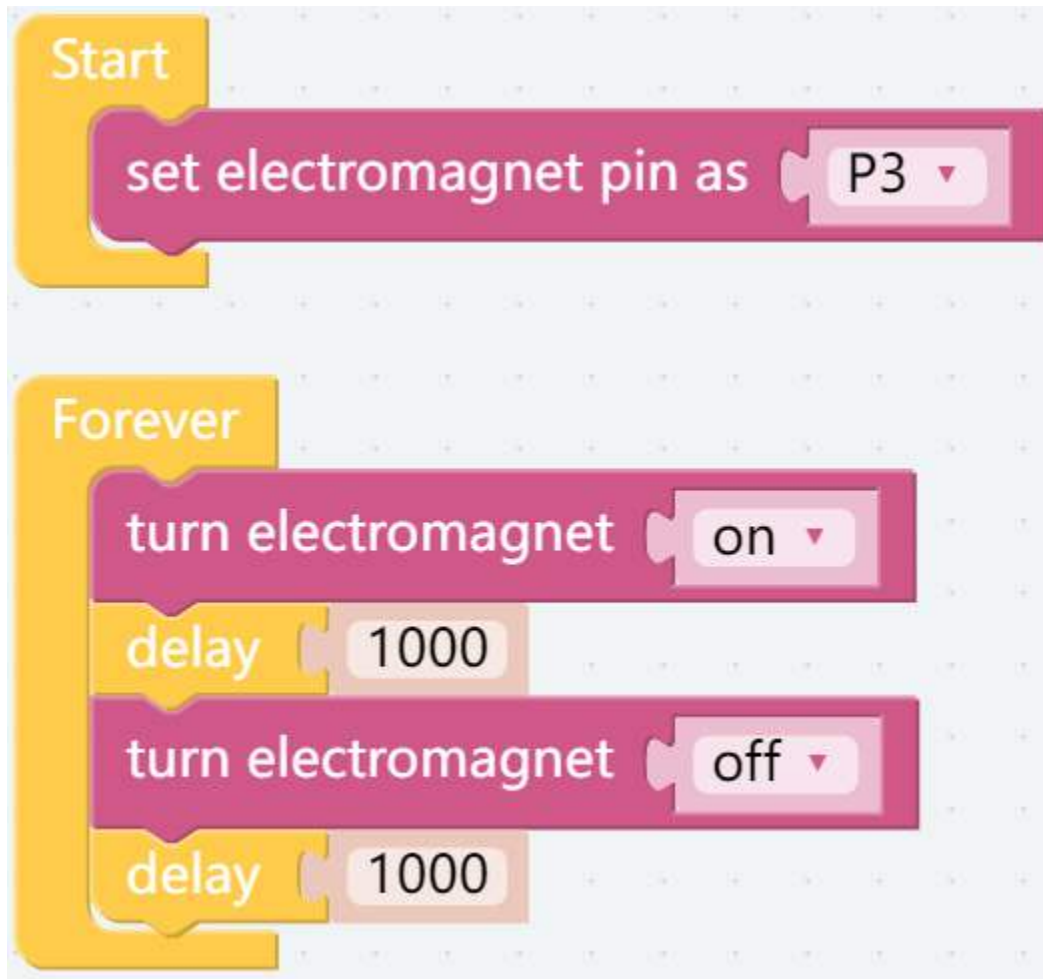 Start
set electromagnet pin as P3
Forever
turn electromagnet on
delay 1000
turn electromagnet off
delay 1000